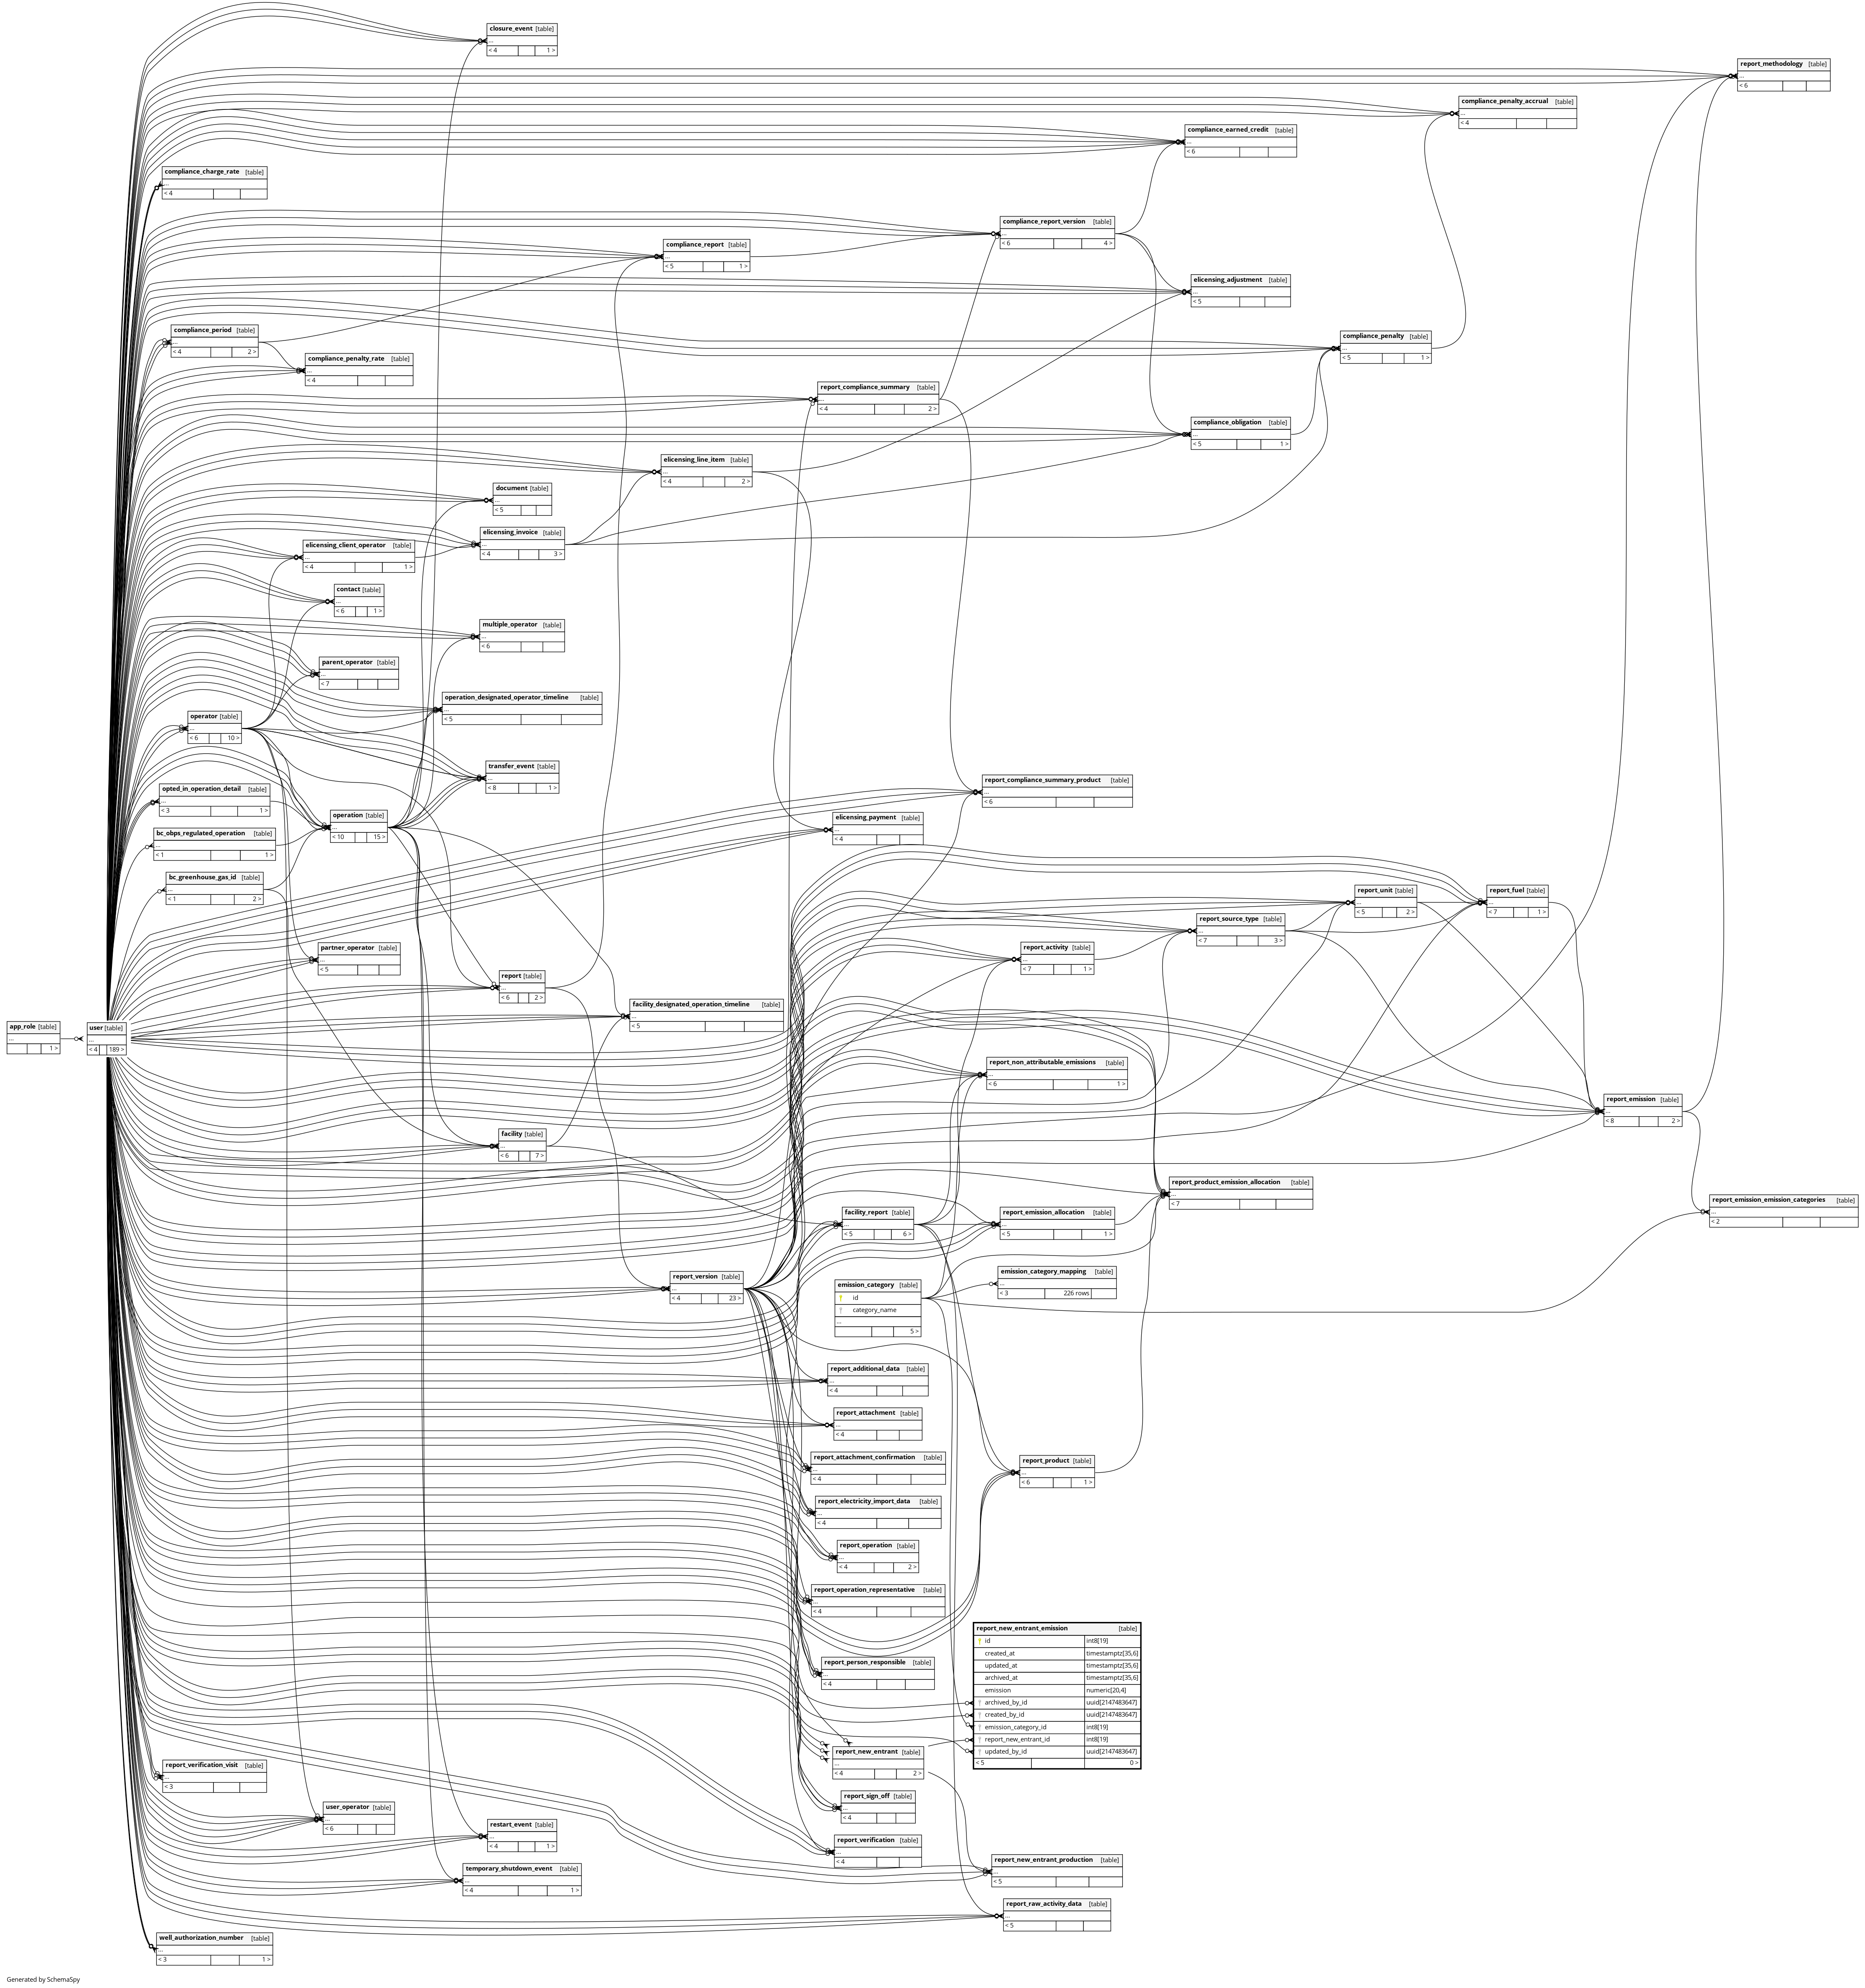 closure_event [table]
...
< 4 1 >
report_methodology [table]
...
< 6
compliance_penalty_accrual [table]
...
< 4
compliance_earned_credit [table]
...
< 6
compliance_charge_rate [table]
...
< 4
compliance_report_version [table]
...
< 6 4 >
compliance_report [table]
...
< 5 1 >
elicensing_adjustment [table]
...
< 5
compliance_period [table]
...
< 4 2 >
compliance_penalty [table]
...
< 5 1 >
compliance_penalty_rate [table]
...
< 4
report_compliance_summary [table]
...
< 4 2 >
compliance_obligation [table]
...
< 5 1 >
elicensing_line_item [table]
...
< 4 2 >
document [table]
...
< 5
elicensing_invoice [table]
...
< 4 3 >
elicensing_client_operator [table]
...
< 4 1 >
contact [table]
...
< 6 1 >
multiple_operator [table]
...
< 6
parent_operator [table]
...
< 7
operation_designated_operator_timeline [table]
...
< 5
operator [table]
...
< 6 10 >
transfer_event [table]
...
< 8 1 >
report_compliance_summary_product [table]
...
< 6
opted_in_operation_detail [table]
...
< 3 1 >
operation [table]
...
< 10 15 >
elicensing_payment [table]
...
< 4
bc_obps_regulated_operation [table]
...
< 1 1 >
bc_greenhouse_gas_id [table]
...
< 1 2 >
report_unit [table]
...
< 5 2 >
report_fuel [table]
...
< 7 1 >
report_source_type [table]
...
< 7 3 >
partner_operator [table]
...
< 5
report_activity [table]
...
< 7 1 >
report [table]
...
< 6 2 >
facility_designated_operation_timeline [table]
...
< 5
app_role [table]
...
1 >
user [table]
...
< 4 189 >
report_non_attributable_emissions [table]
...
< 6 1 >
report_emission [table]
...
< 8 2 >
facility [table]
...
< 6 7 >
report_product_emission_allocation [table]
...
< 7
report_emission_emission_categories [table]
...
< 2
facility_report [table]
...
< 5 6 >
report_emission_allocation [table]
...
< 5 1 >
report_version [table]
...
< 4 23 >
emission_category [table]
id
category_name
...
5 >
emission_category_mapping [table]
...
< 3 226 rows
report_additional_data [table]
...
< 4
report_attachment [table]
...
< 4
report_attachment_confirmation [table]
...
< 4
report_product [table]
...
< 6 1 >
report_electricity_import_data [table]
...
< 4
report_operation [table]
...
< 4 2 >
report_operation_representative [table]
...
< 4
report_new_entrant_emission [table]
id int8[19]
created_at timestamptz[35,6]
updated_at timestamptz[35,6]
archived_at timestamptz[35,6]
emission numeric[20,4]
archived_by_id uuid[2147483647]
created_by_id uuid[2147483647]
emission_category_id int8[19]
report_new_entrant_id int8[19]
updated_by_id uuid[2147483647]
< 5 0 >
report_person_responsible [table]
...
< 4
report_new_entrant [table]
...
< 4 2 >
report_verification_visit [table]
...
< 3
report_sign_off [table]
...
< 4
user_operator [table]
...
< 6
restart_event [table]
...
< 4 1 >
report_verification [table]
...
< 4
report_new_entrant_production [table]
...
< 5
temporary_shutdown_event [table]
...
< 4 1 >
report_raw_activity_data [table]
...
< 5
well_authorization_number [table]
...
< 3 1 >
Generated by SchemaSpy